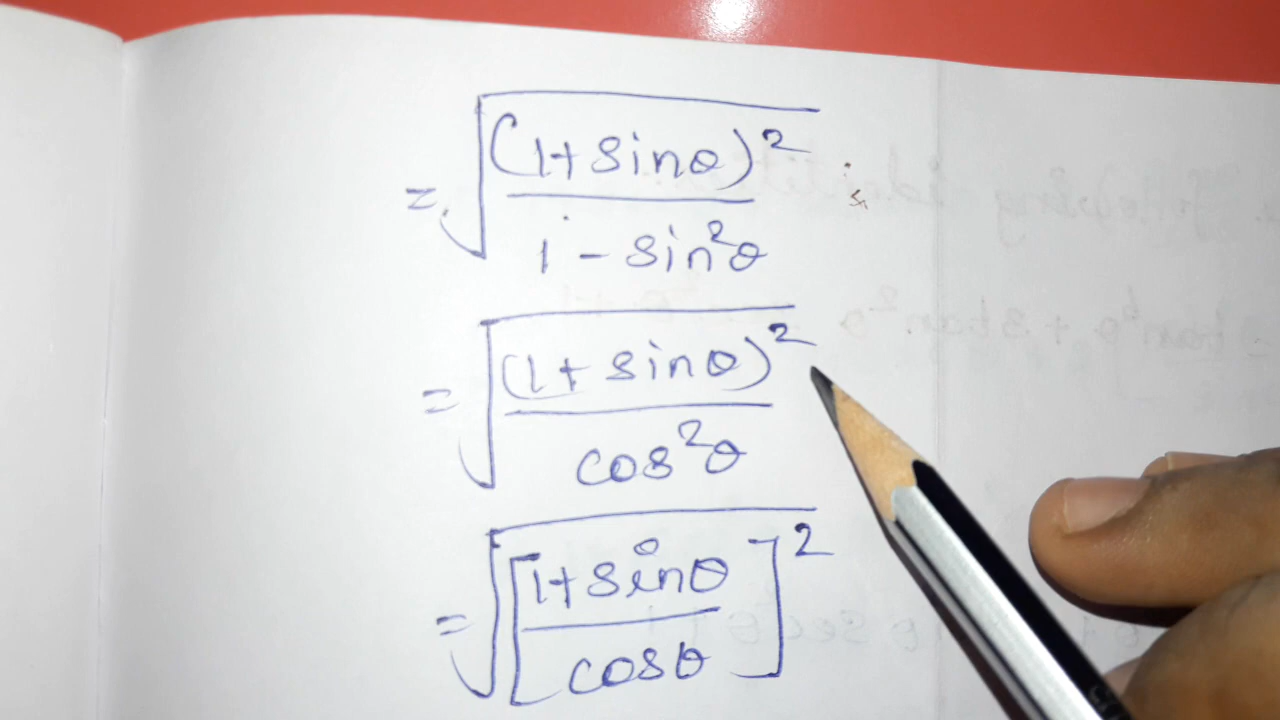 = √((1+sinθ)² / (1 - sin²θ))
= √((1+sinθ)² / cos²θ)
= √([(1+sinθ) / cosθ]²)